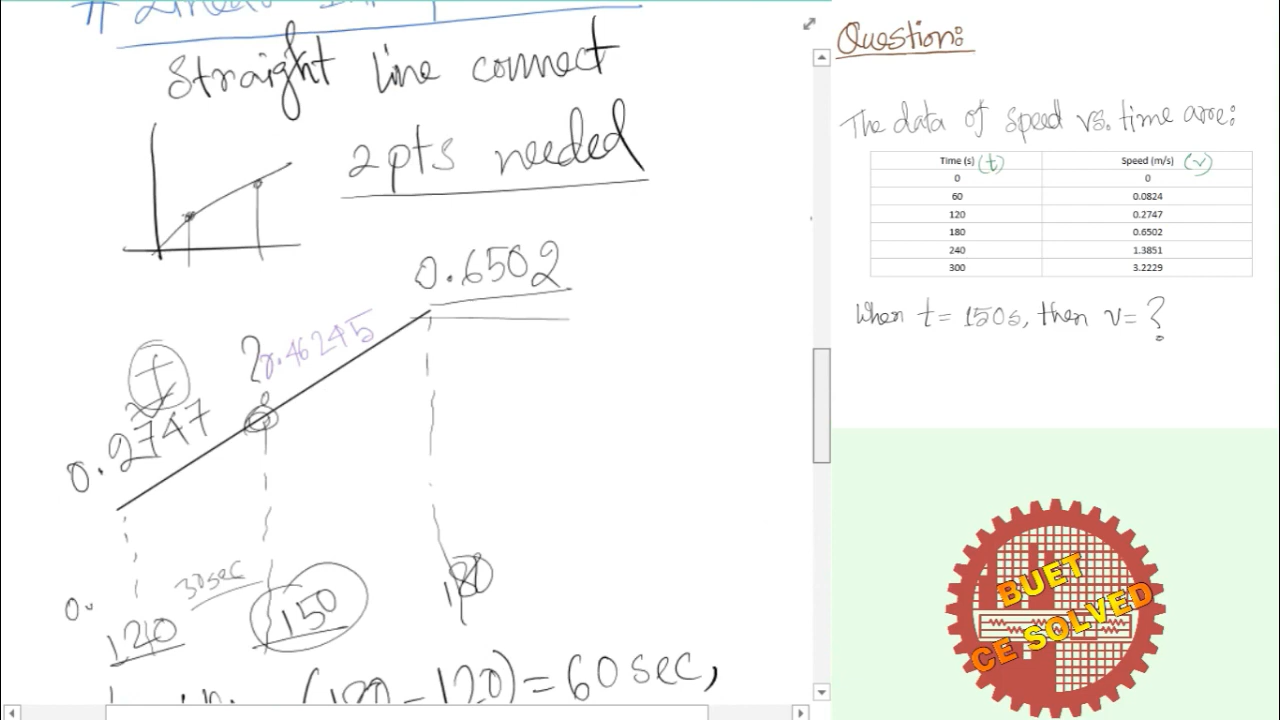 Straight line connect
2pts needed
0.6502
? 0.46245
0.2747
30sec
120
150
180
0.
(180 - 120) = 60 sec,
Question:
The data of speed vs. time are:
Time (s) (t) Speed (m/s) (v)
0 0
60 0.0824
120 0.2747
180 0.6502
240 1.3851
300 3.2229
When t = 150s, then v = ?
BUET
CE SOLVED